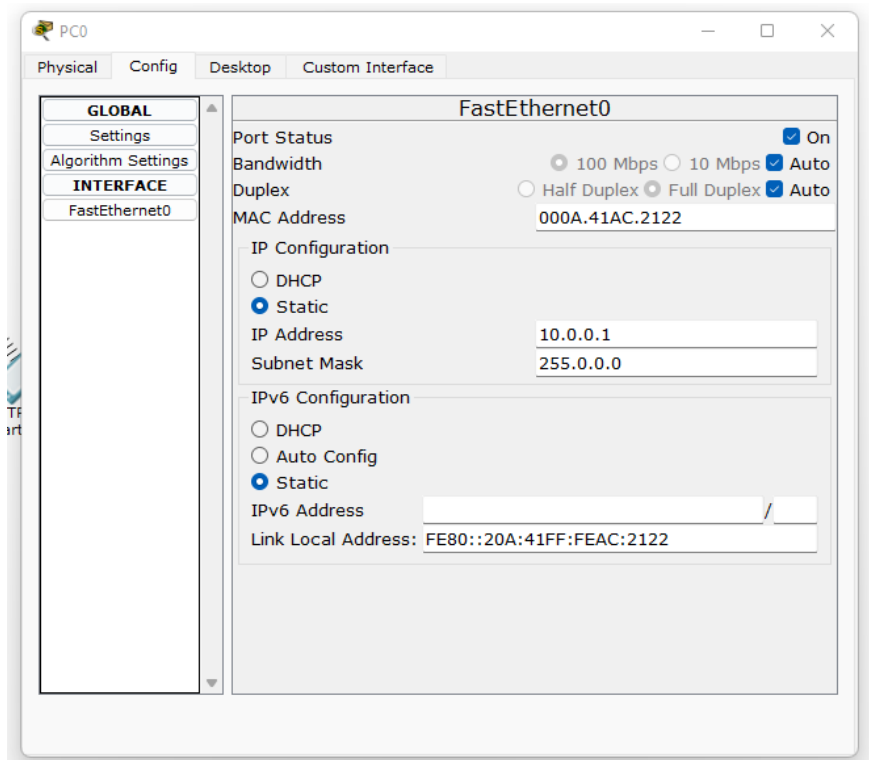 PC0
Physical Config Desktop Custom Interface
GLOBAL
Settings
Algorithm Settings
INTERFACE
FastEthernet0
FastEthernet0
Port Status On
Bandwidth 100 Mbps 10 Mbps Auto
Duplex Half Duplex Full Duplex Auto
MAC Address 000A.41AC.2122
IP Configuration
DHCP
Static
IP Address 10.0.0.1
Subnet Mask 255.0.0.0
IPv6 Configuration
DHCP
Auto Config
Static
IPv6 Address /
Link Local Address: FE80::20A:41FF:FEAC:2122